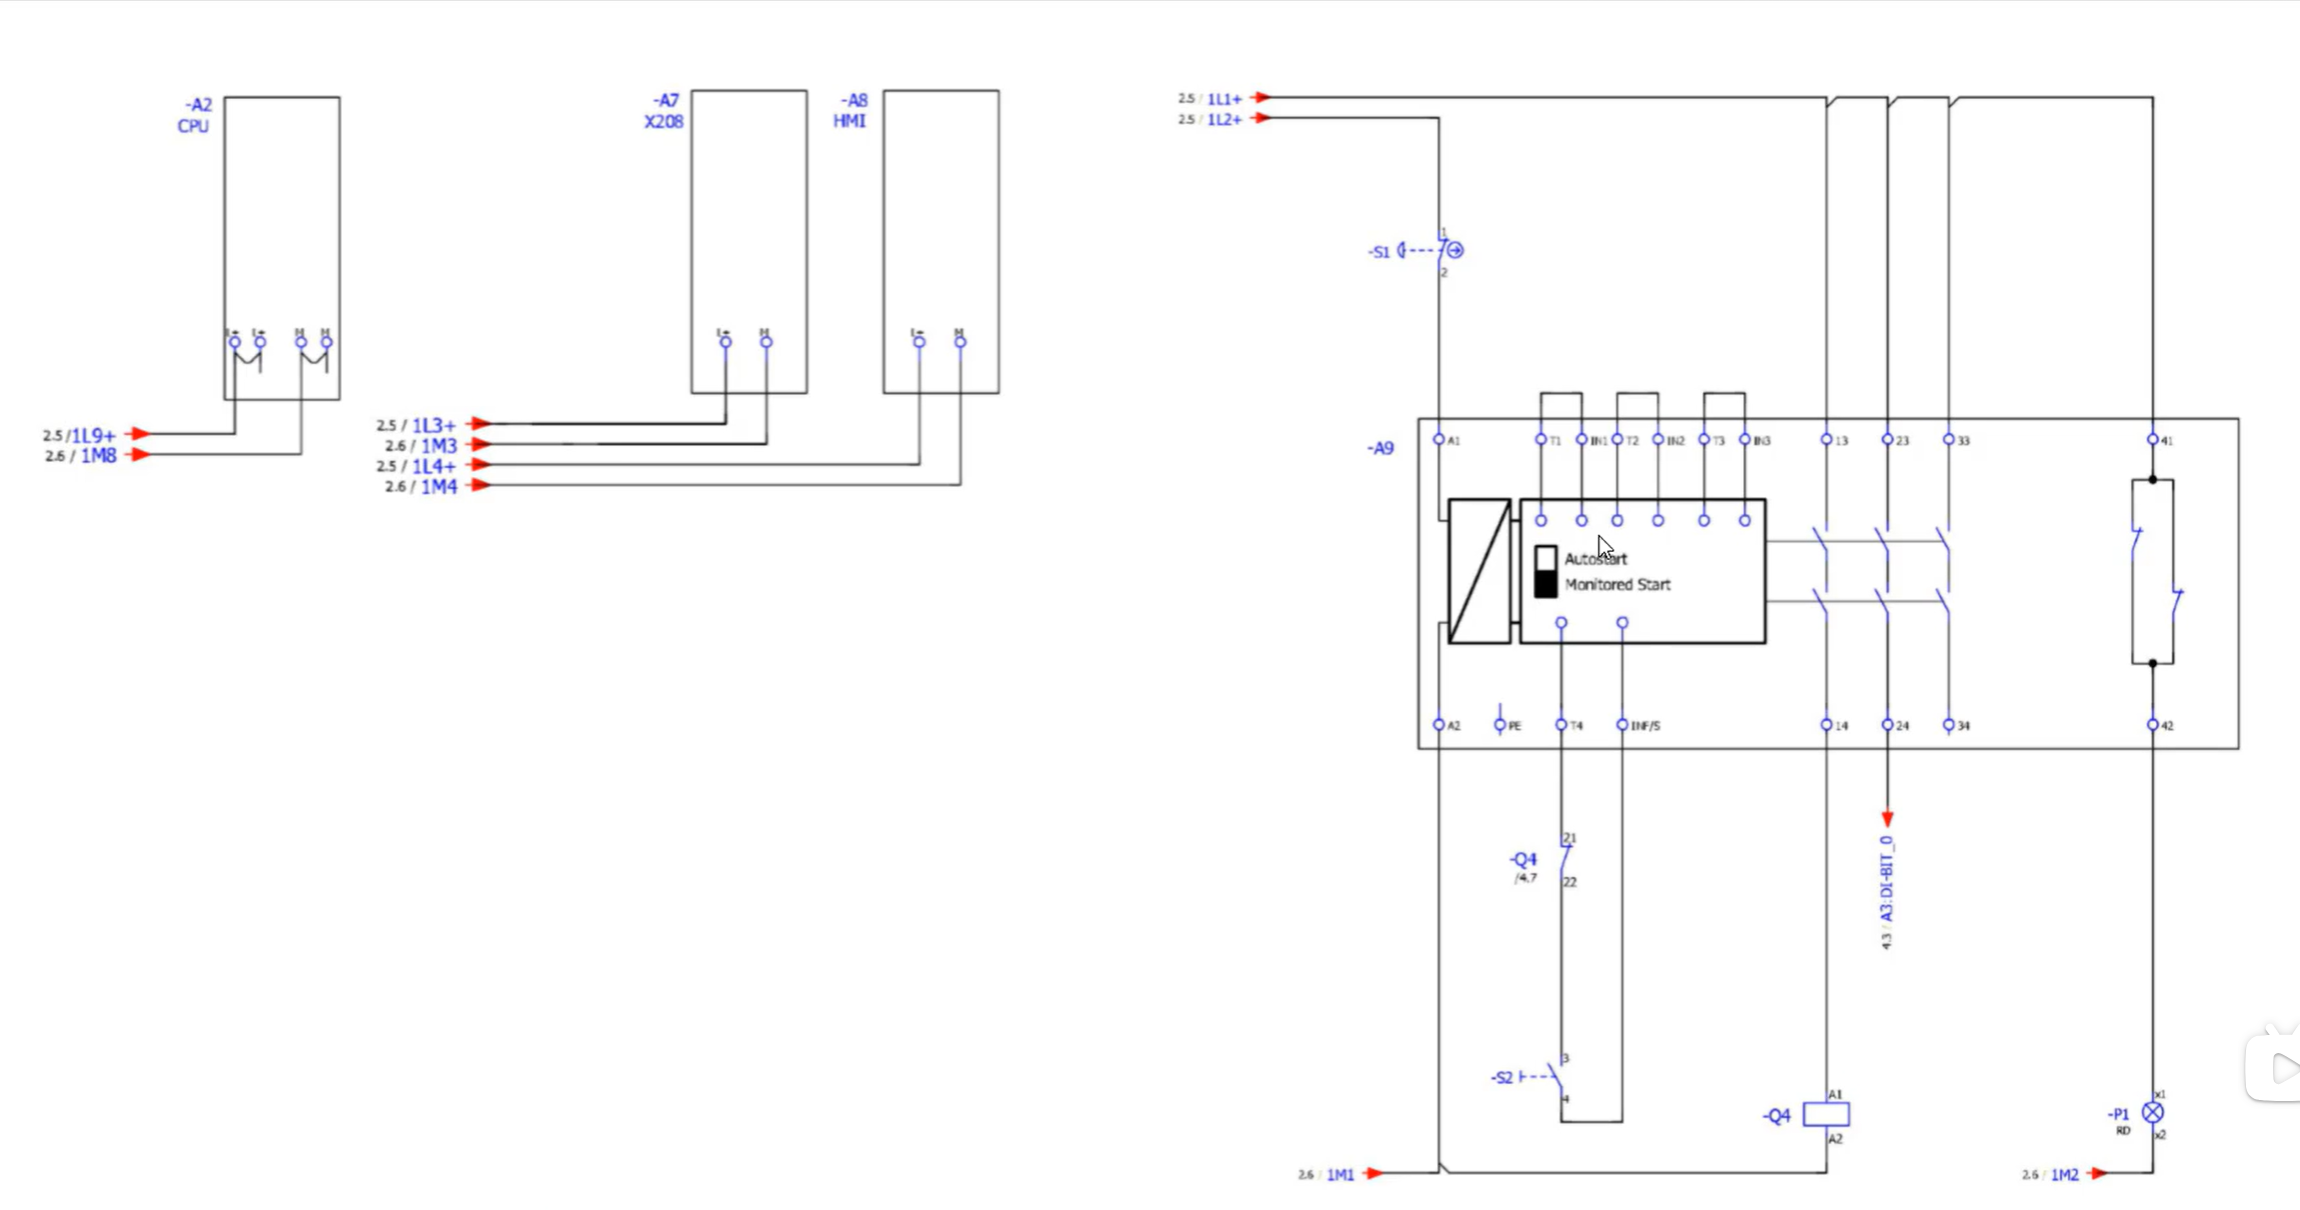 -A2
CPU
L+ L+ M M
2.5 / 1L9+
2.6 / 1M8
-A7
X208
L+ M
-A8
HMI
L+ M
2.5 / 1L3+
2.6 / 1M3
2.5 / 1L4+
2.6 / 1M4
2.5 / 1L1+
2.5 / 1L2+
1
-S1
2
-A9
A1 T1 IN1 T2 IN2 T3 IN3 13 23 33 41
Autostart
Monitored Start
A2 PE T4 INF/S 14 24 34 42
21
-Q4
/4.7
22
4.3 / A3:DI-BIT_0
3
-S2
4
A1
-Q4
A2
x1
-P1
RD
x2
2.6 / 1M1
2.6 / 1M2